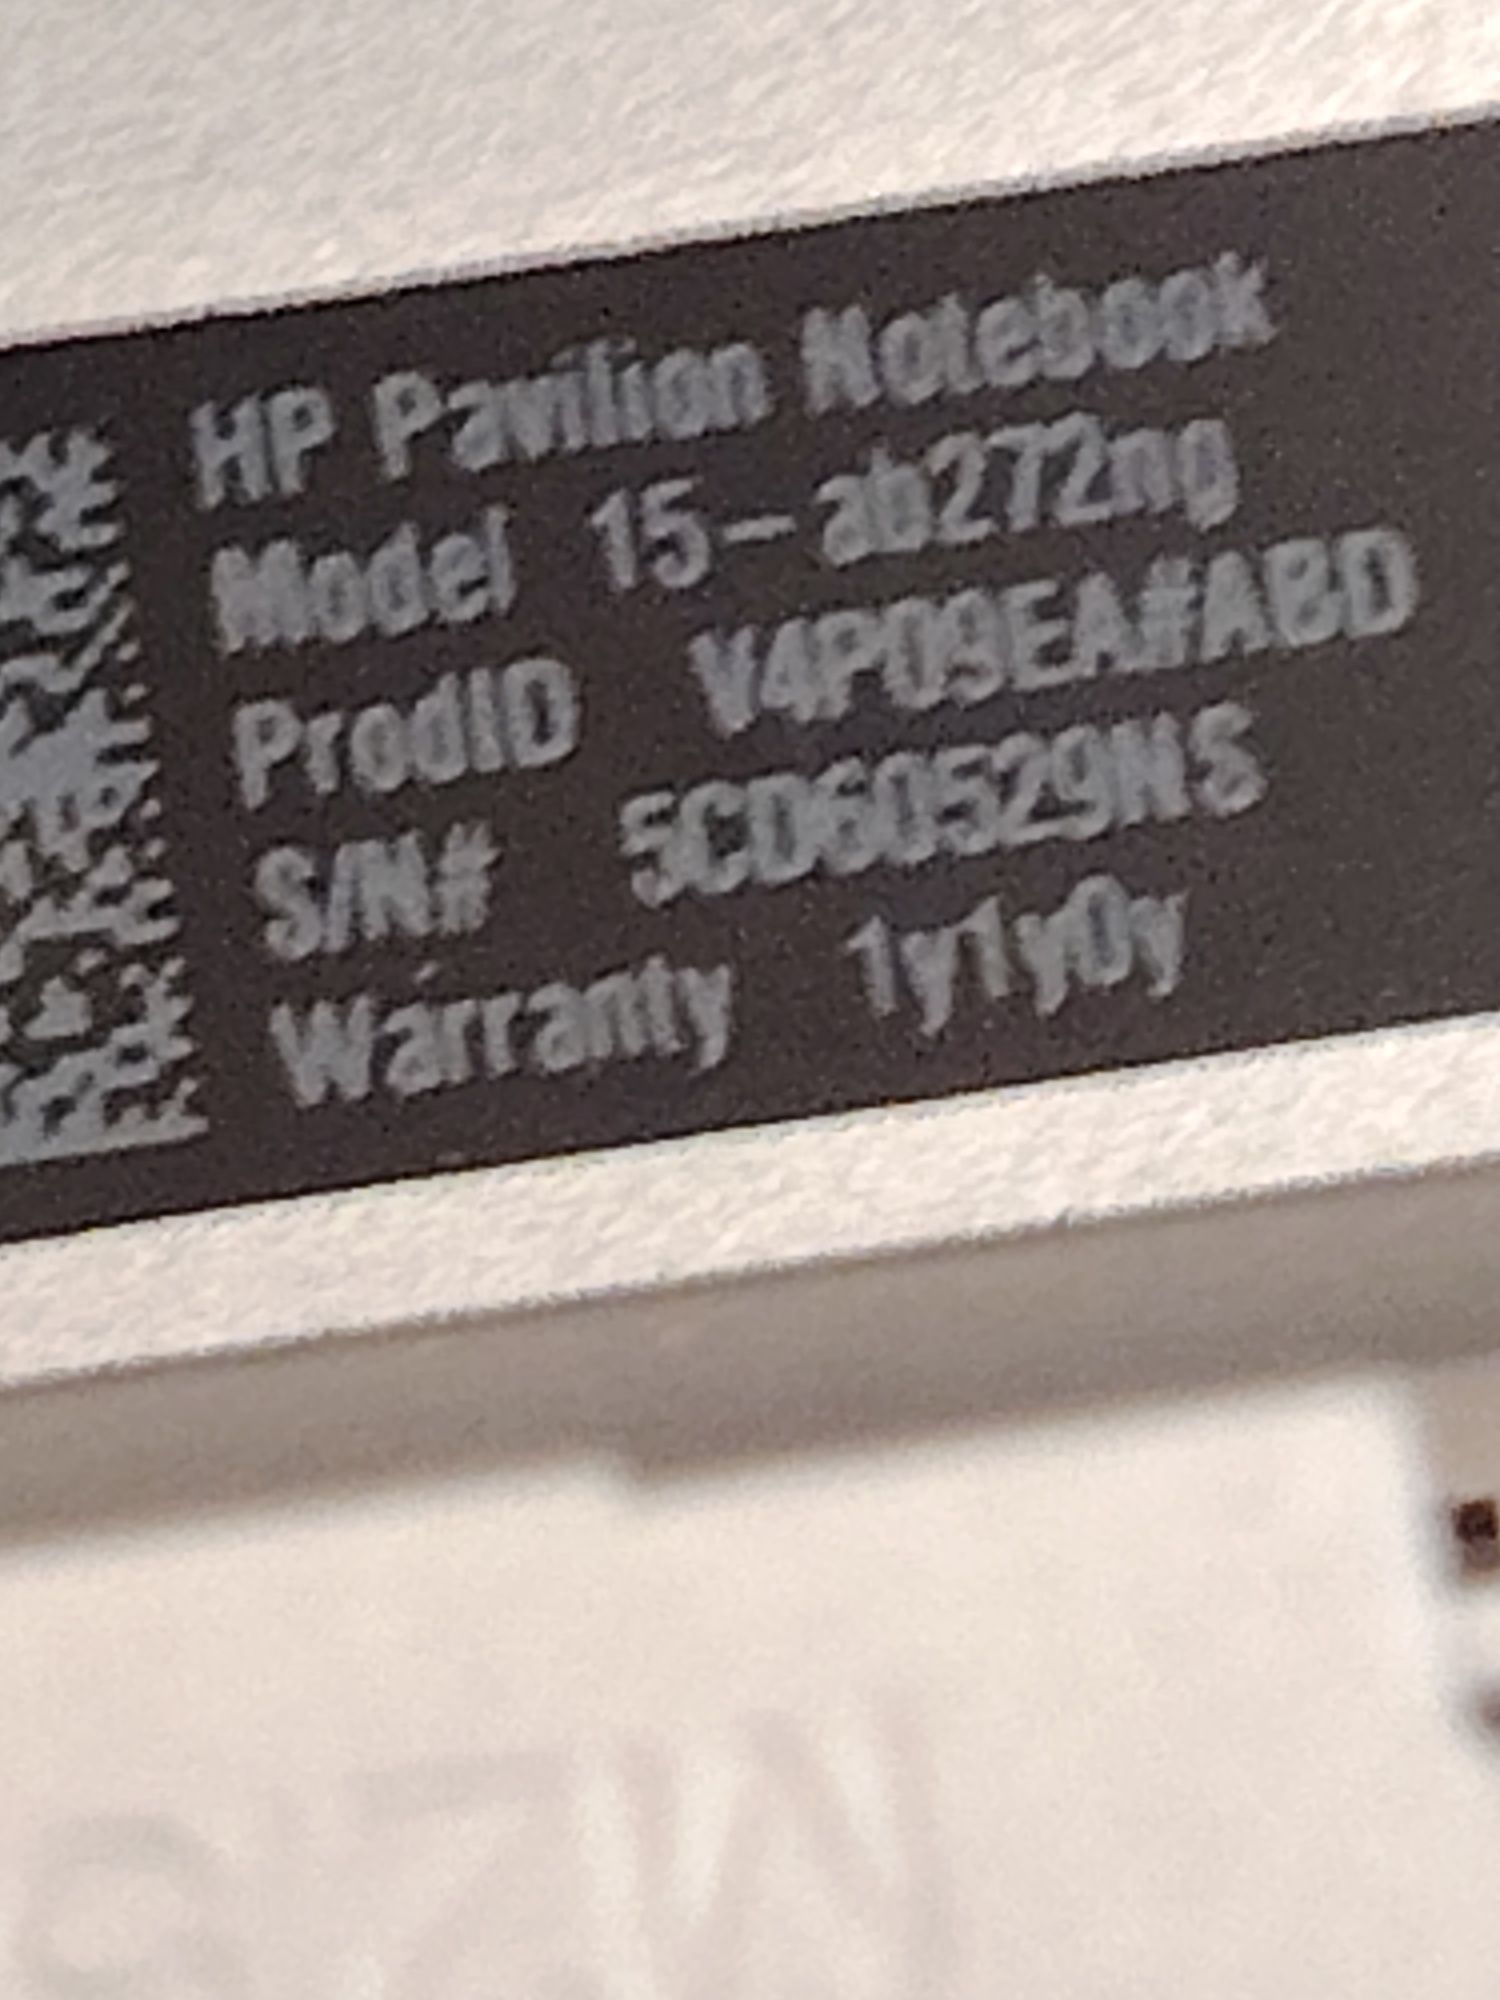 HP Pavilion Notebook
Model 15-ab272ng
ProdID V4P09EA#ABD
S/N# 5CD60529NS
Warranty 1y1y0y